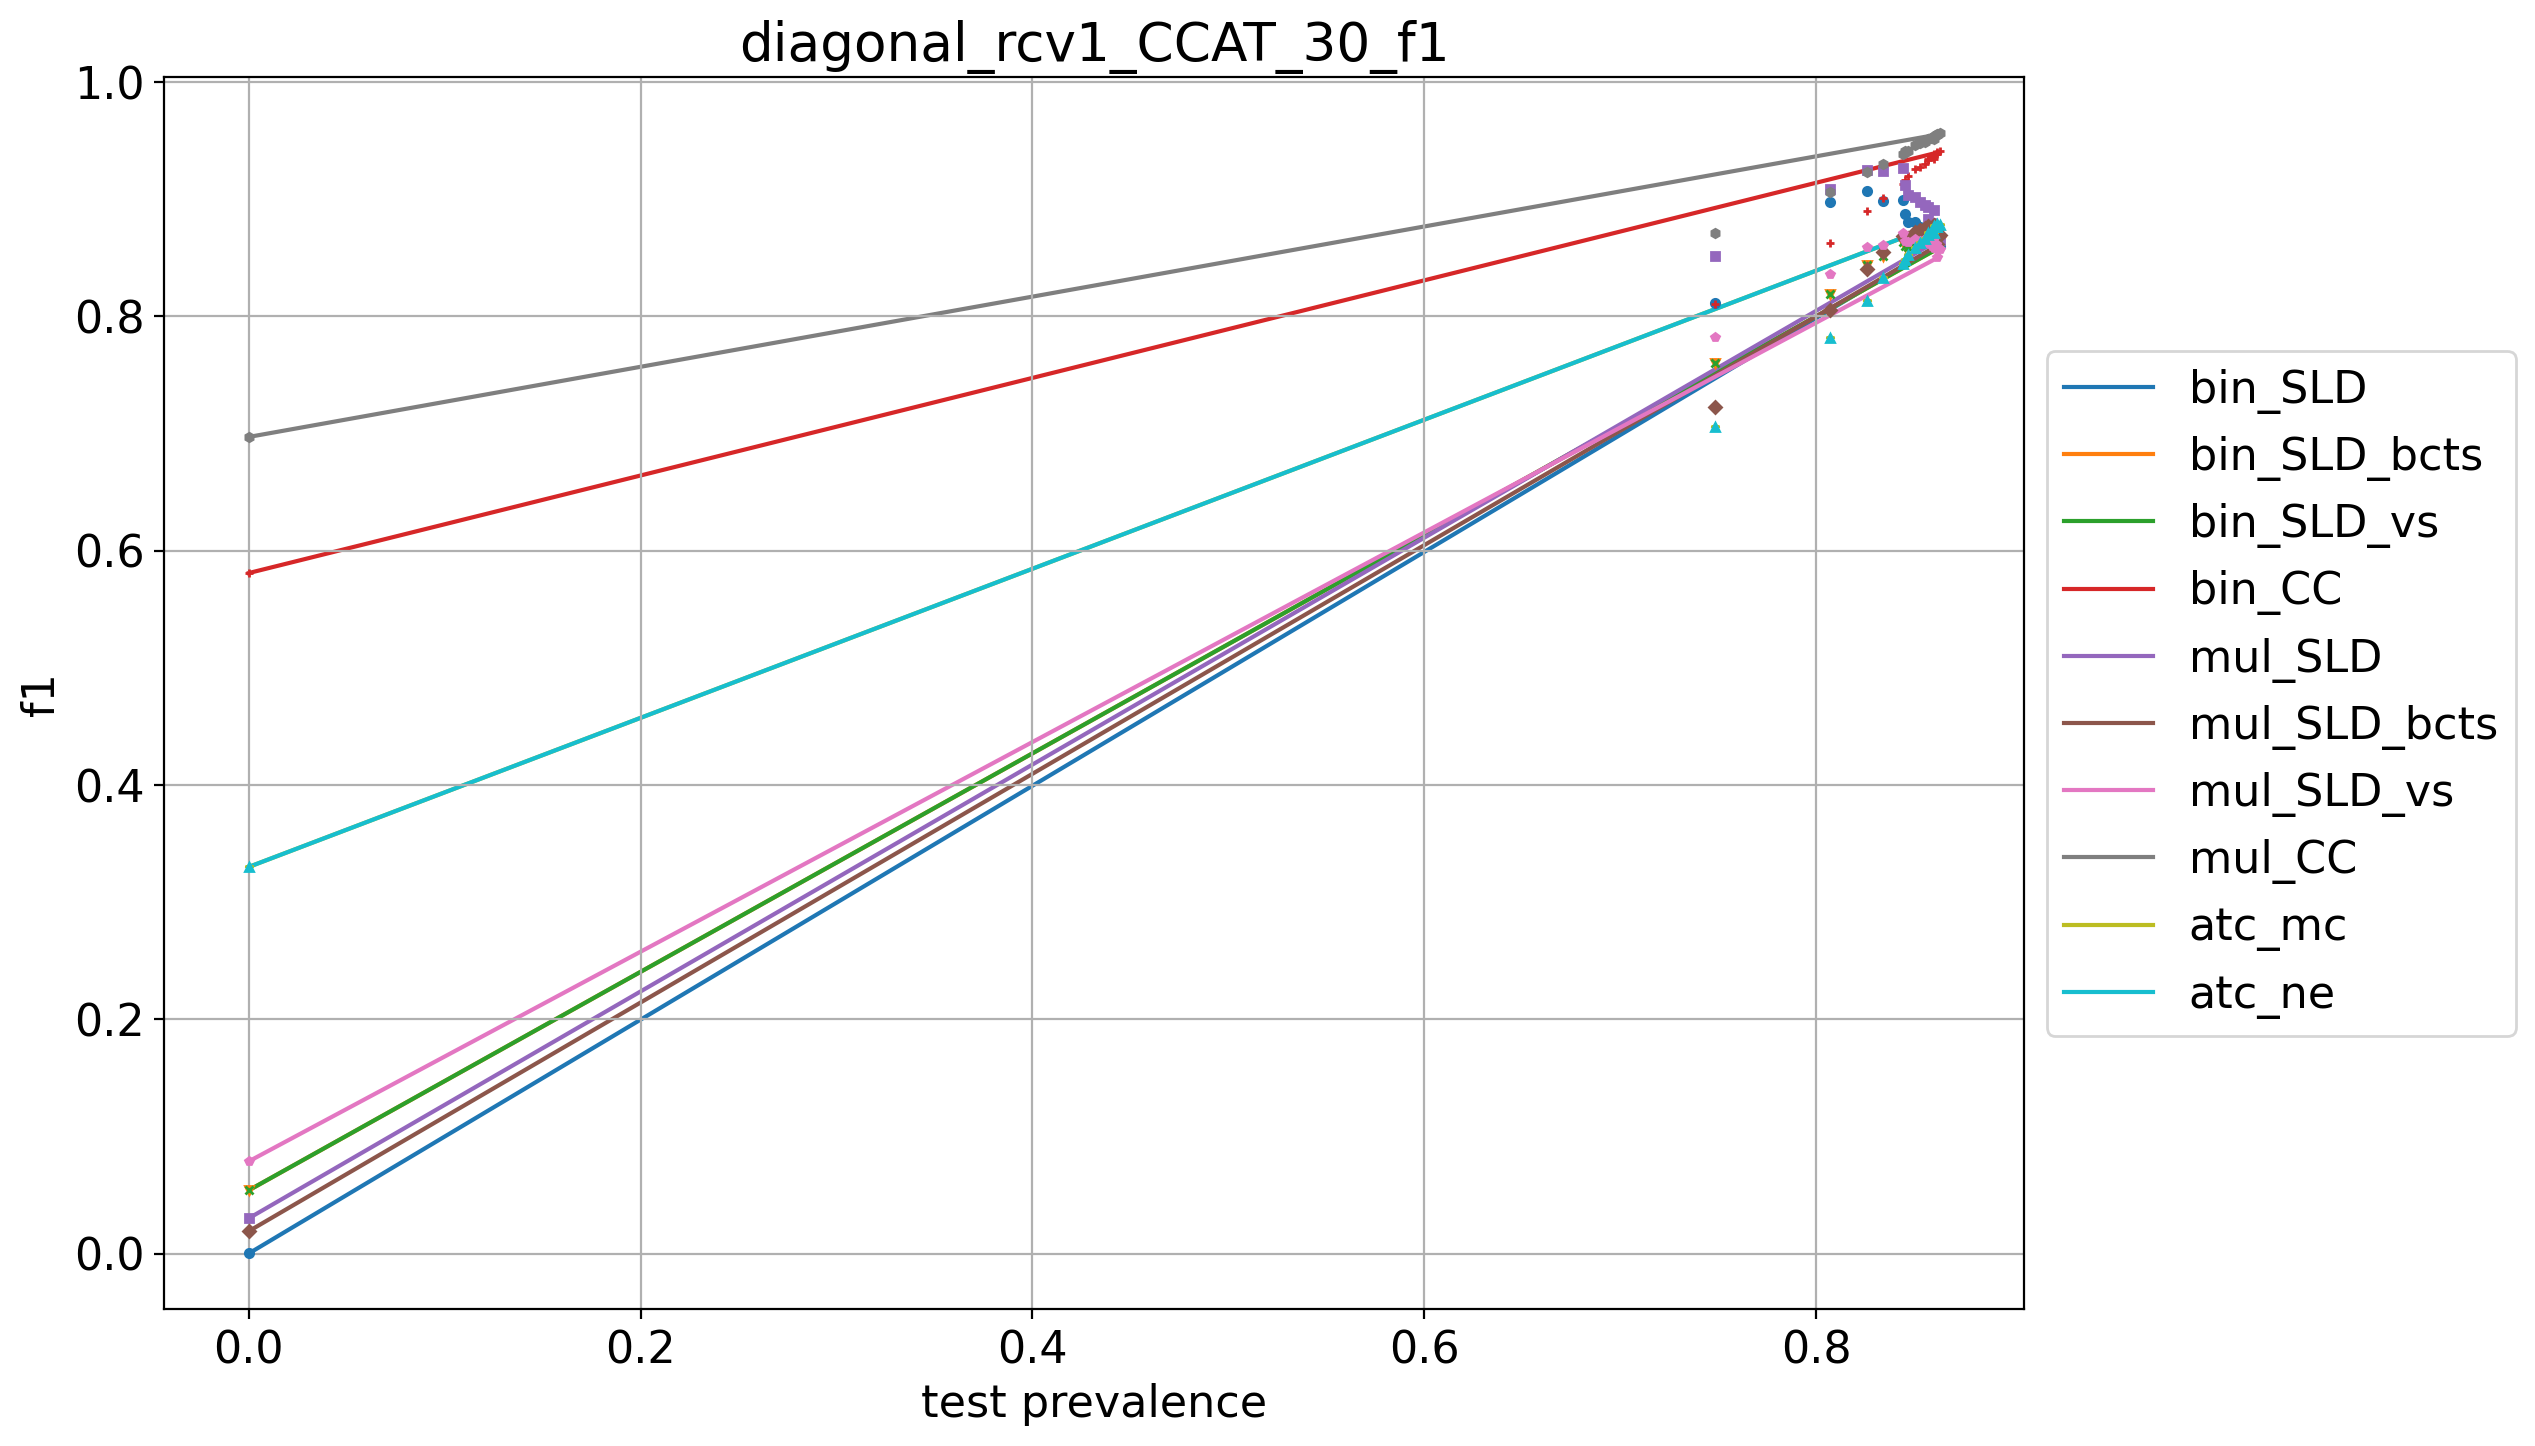 diagonal_rcv1_CCAT_30_f1
1.0
0.8
0.6
0.4
0.2
0.0
f1
0.0 0.2 0.4 0.6 0.8
test prevalence
bin_SLD
bin_SLD_bcts
bin_SLD_vs
bin_CC
mul_SLD
mul_SLD_bcts
mul_SLD_vs
mul_CC
atc_mc
atc_ne